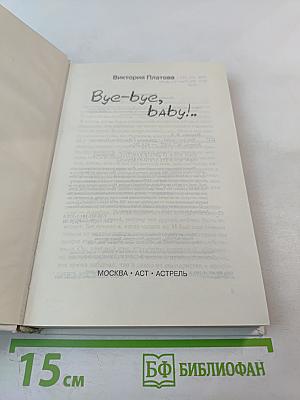 Виктория Платова
Bye-bye,
baby!..
МОСКВА • АСТ • АСТРЕЛЬ
15 см
БФ БИБЛИОФАН